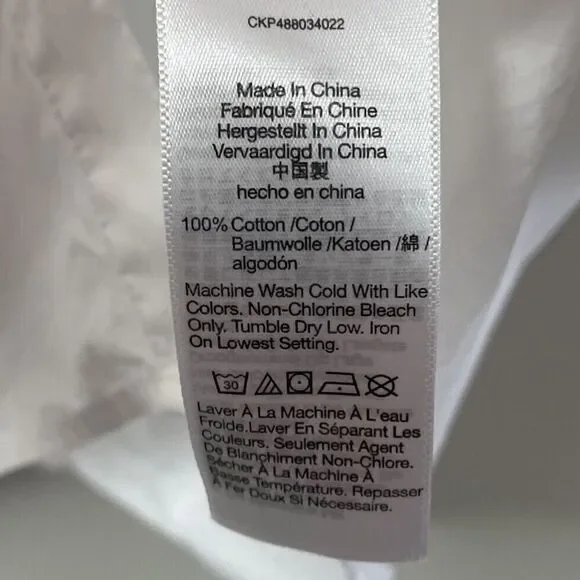 CKP488034022
Made In China
Fabriqué En Chine
Hergestellt In China
Vervaardigd In China
中国製
hecho en china
100% Cotton /Coton /
Baumwolle /Katoen /綿 /
algodón
Machine Wash Cold With Like
Colors. Non-Chlorine Bleach
Only. Tumble Dry Low. Iron
On Lowest Setting.
30
Laver À La Machine À L'eau
Froide.Laver En Séparant Les
Couleurs. Seulement Agent
De Blanchiment Non-Chlore.
Sécher À La Machine À
Basse Température. Repasser
À Fer Doux Si Nécessaire.